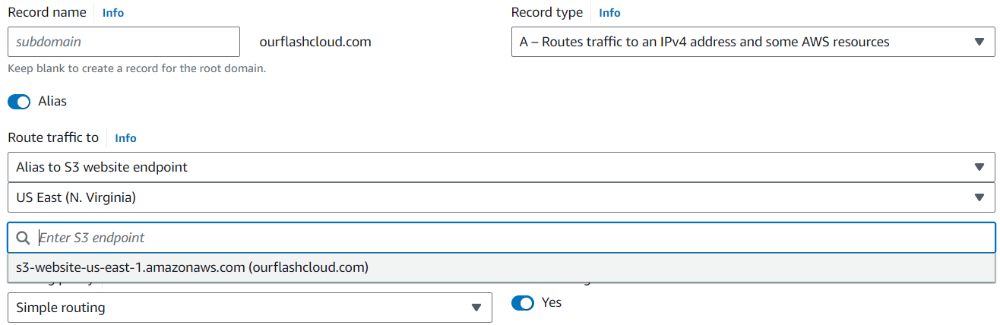 Record name Info
Record type Info
subdomain
ourflashcloud.com
A – Routes traffic to an IPv4 address and some AWS resources
Keep blank to create a record for the root domain.
Alias
Route traffic to Info
Alias to S3 website endpoint
US East (N. Virginia)
Enter S3 endpoint
s3-website-us-east-1.amazonaws.com (ourflashcloud.com)
Simple routing
Yes